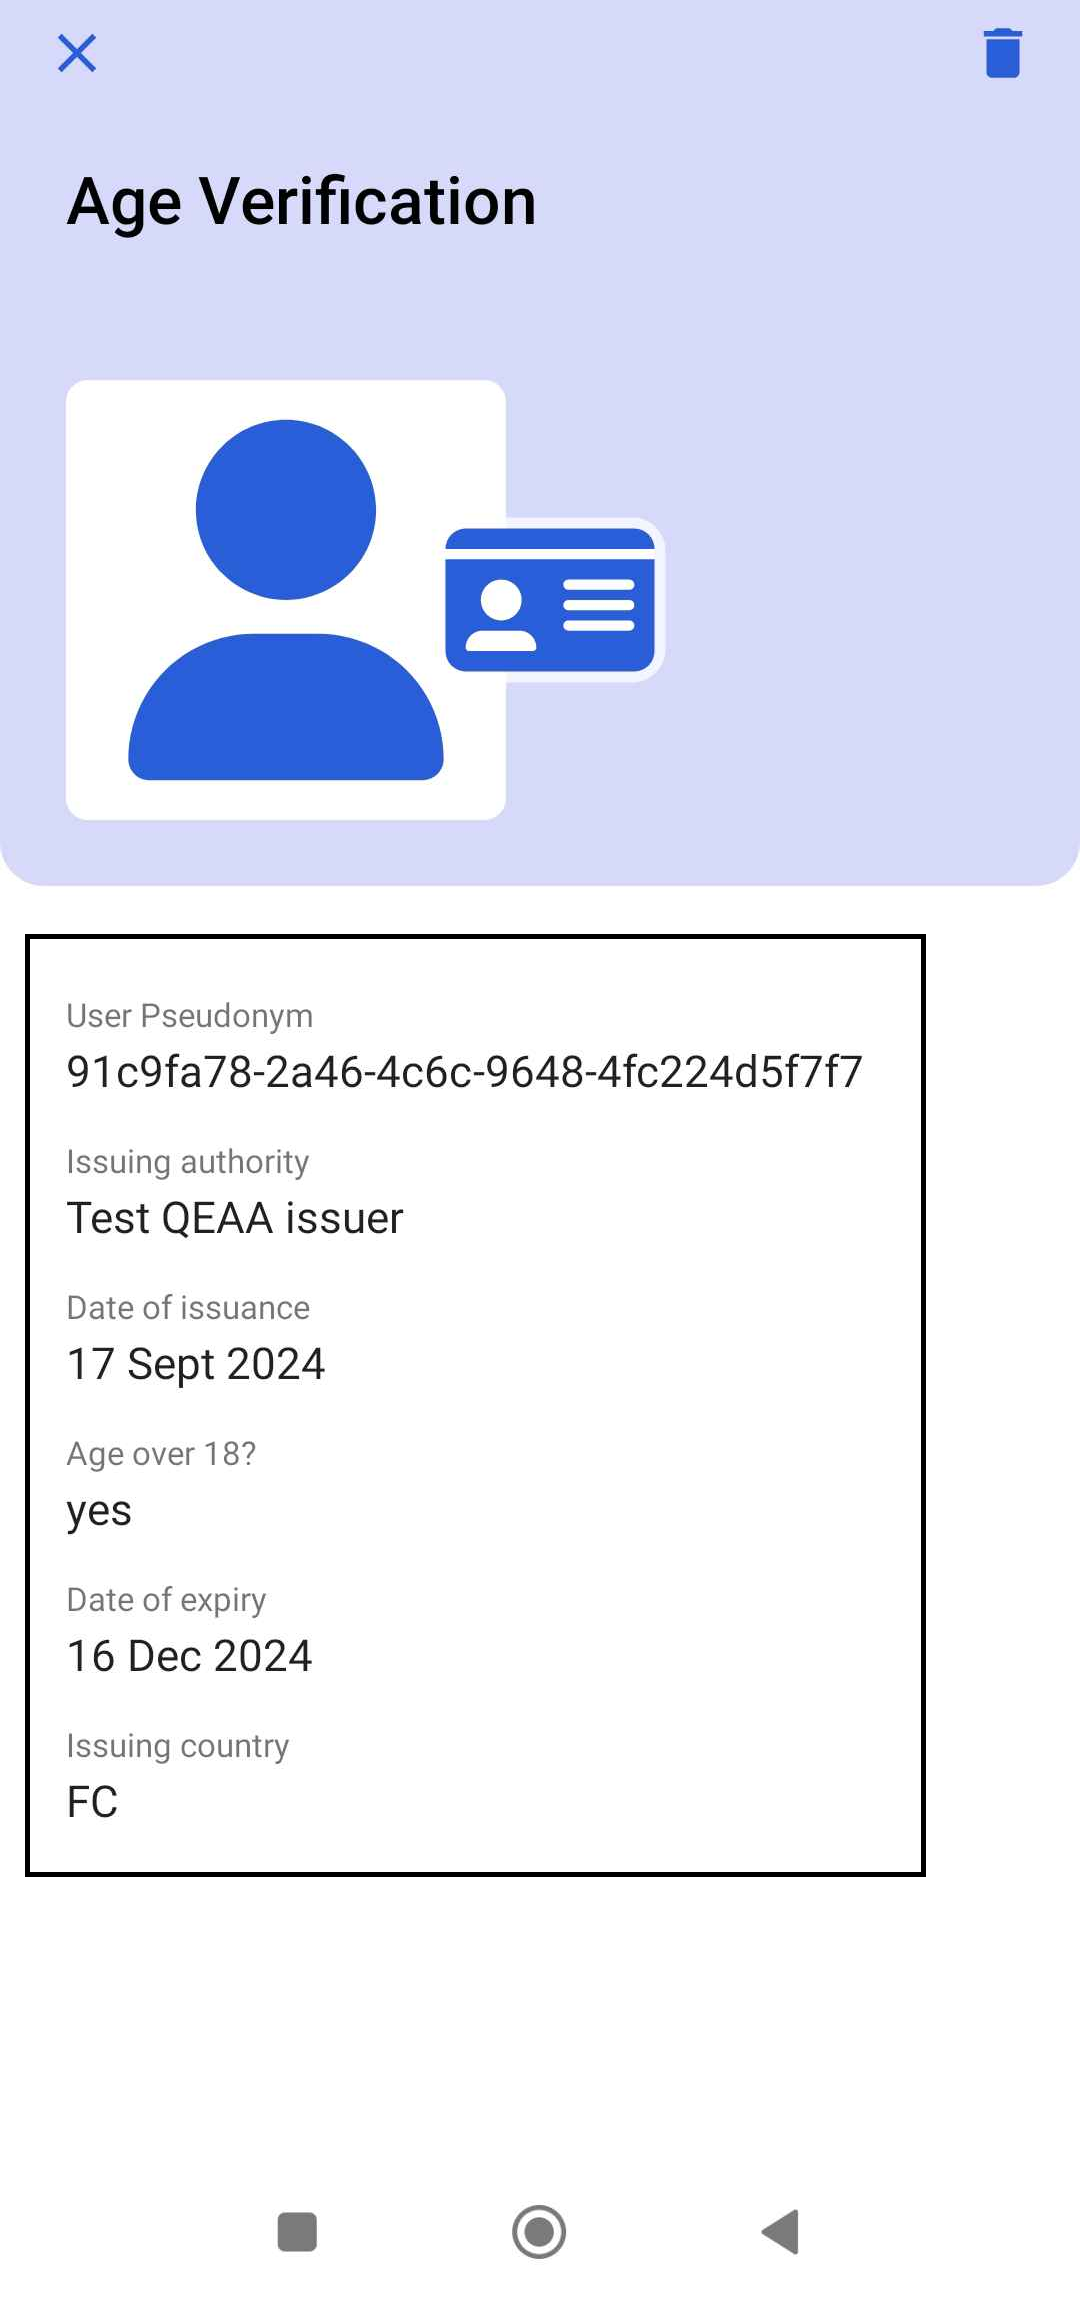 Age Verification
User Pseudonym
91c9fa78-2a46-4c6c-9648-4fc224d5f7f7
Issuing authority
Test QEAA issuer
Date of issuance
17 Sept 2024
Age over 18?
yes
Date of expiry
16 Dec 2024
Issuing country
FC